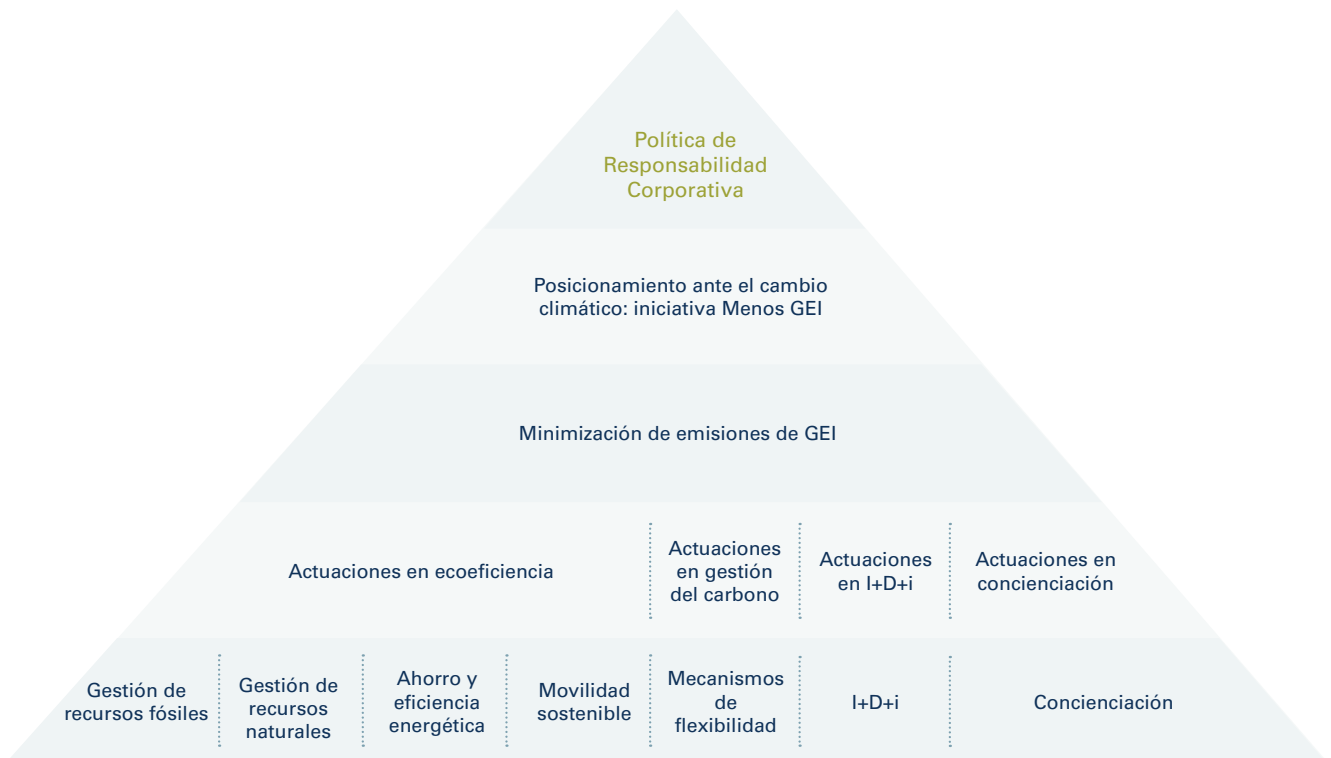 Política de
Responsabilidad
Corporativa
Posicionamiento ante el cambio
climático: iniciativa Menos GEI
Minimización de emisiones de GEI
Actuaciones en ecoeficiencia
Actuaciones
en gestión
del carbono
Actuaciones
en I+D+i
Actuaciones en
concienciación
Gestión de
recursos fósiles
Gestión de
recursos
naturales
Ahorro y
eficiencia
energética
Movilidad
sostenible
Mecanismos
de
flexibilidad
I+D+i
Concienciación